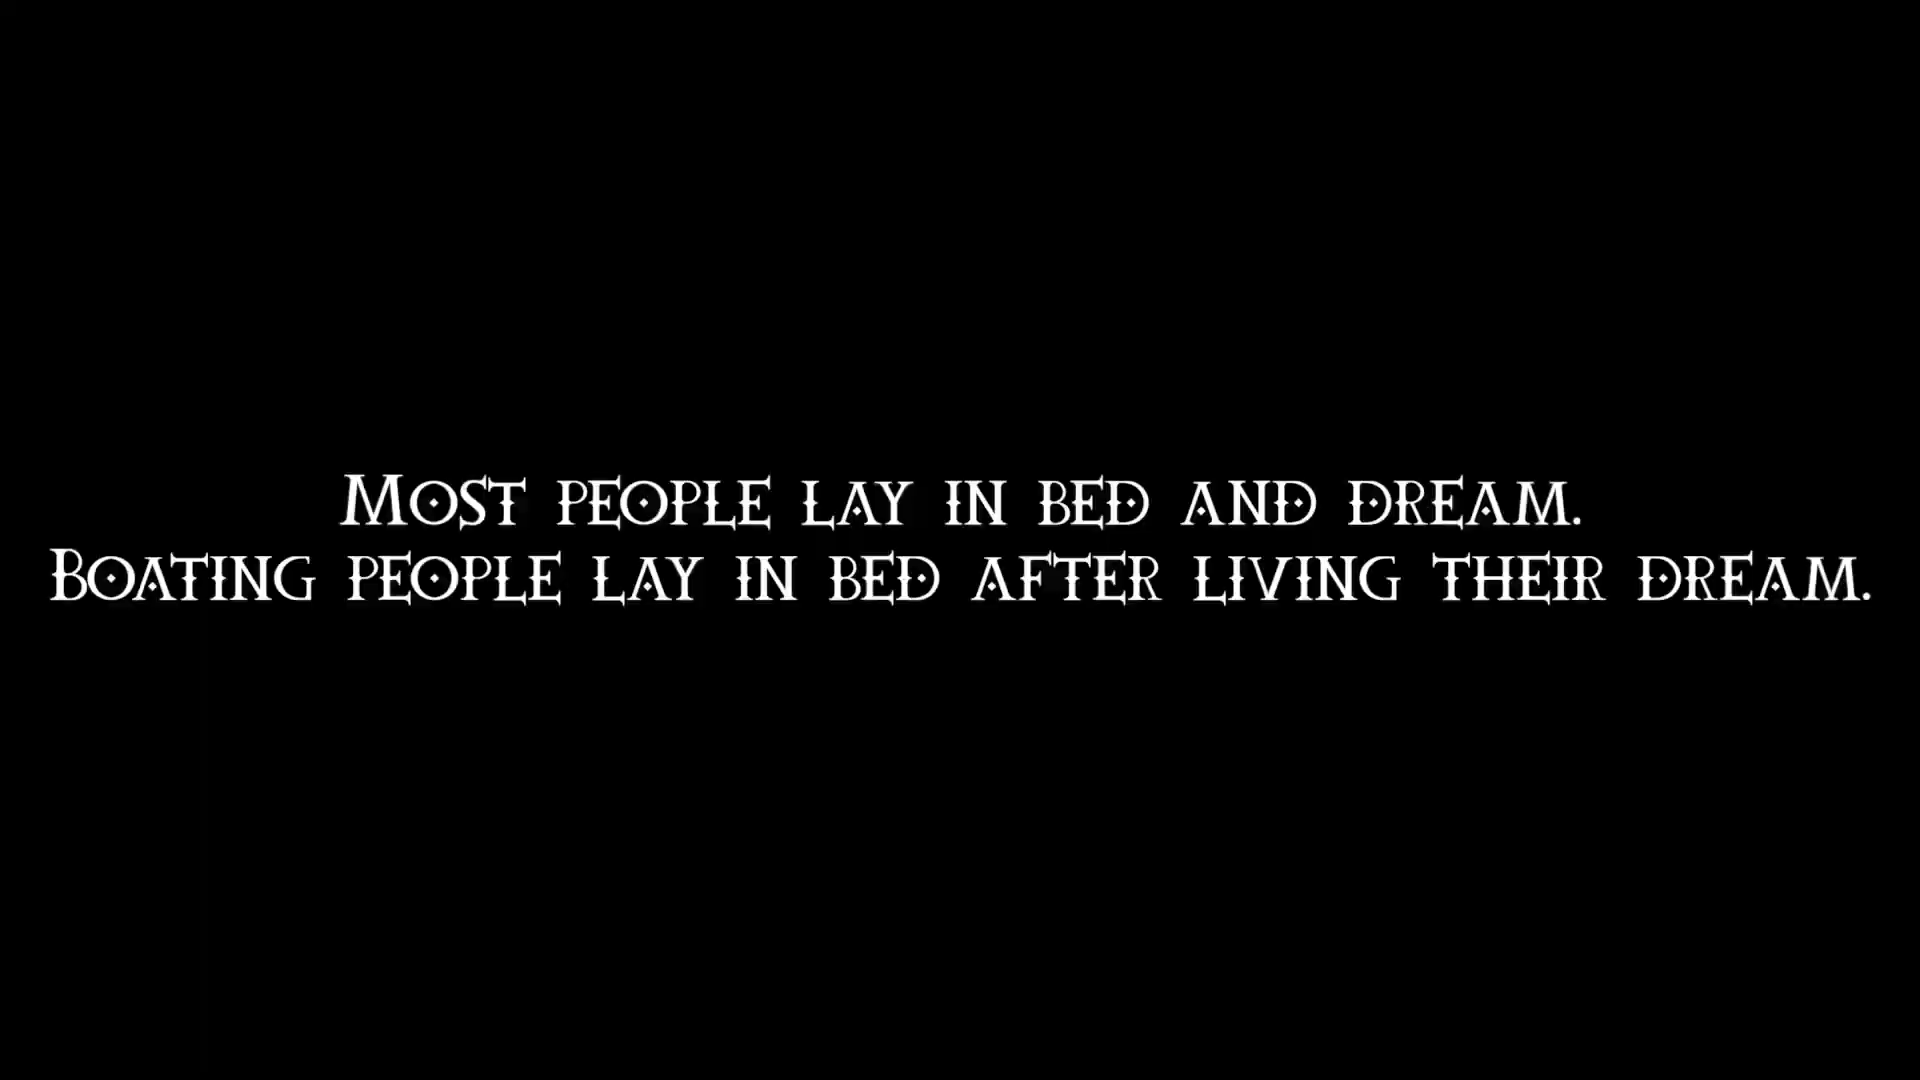 Most people lay in bed and dream.
Boating people lay in bed after living their dream.